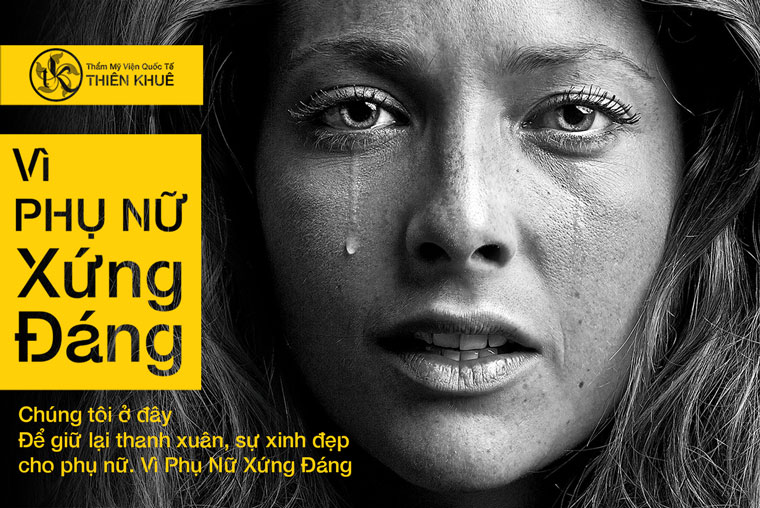 Thẩm Mỹ Viện Quốc Tế
THIÊN KHUÊ
Vì
PHỤ NỮ
Xứng
Đáng
Chúng tôi ở đây
Để giữ lại thanh xuân, sự xinh đẹp
cho phụ nữ. Vì Phụ Nữ Xứng Đáng